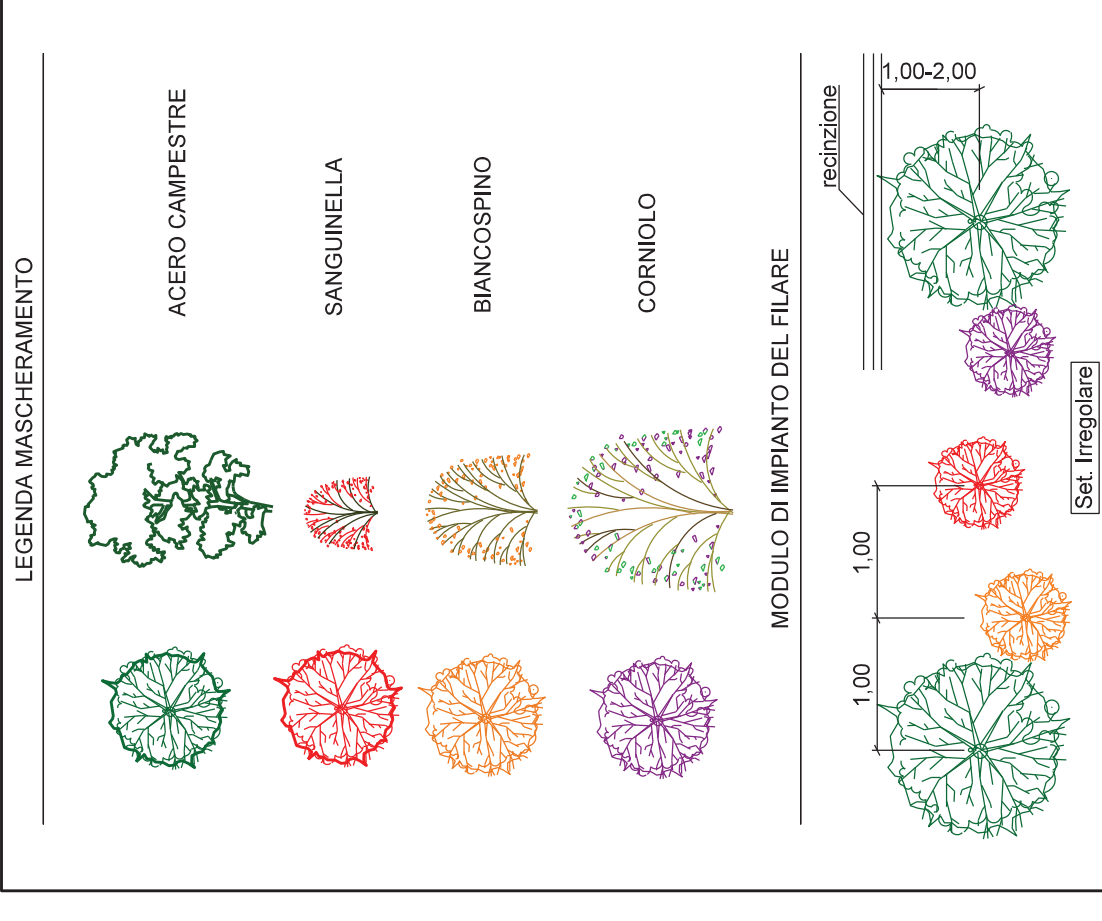 LEGENDA MASCHERAMENTO
ACERO CAMPESTRE
SANGUINELLA
BIANCOSPINO
CORNIOLO
MODULO DI IMPIANTO DEL FILARE
recinzione
1,00-2,00
1,00
1,00
Set. Irregolare